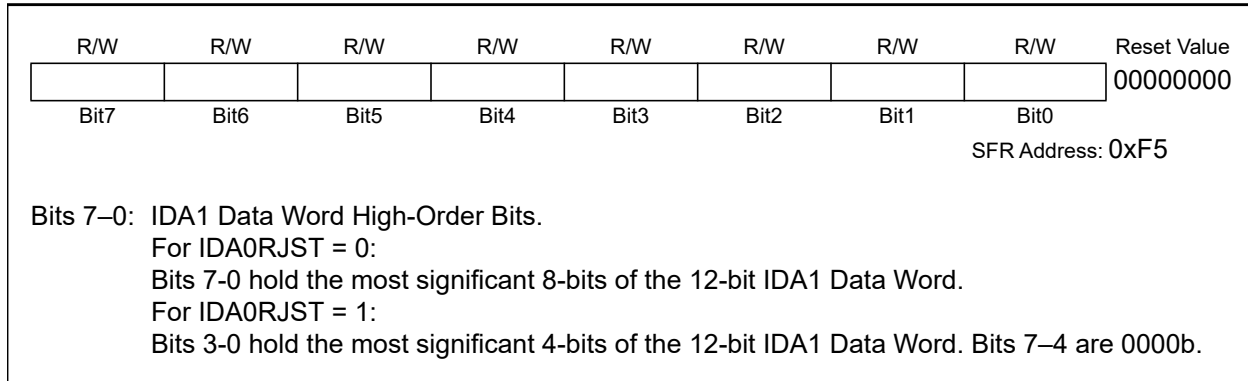 R/W R/W R/W R/W R/W R/W R/W R/W Reset Value
00000000
Bit7 Bit6 Bit5 Bit4 Bit3 Bit2 Bit1 Bit0
SFR Address: 0xF5
Bits 7–0: IDA1 Data Word High-Order Bits.
For IDA0RJST = 0:
Bits 7-0 hold the most significant 8-bits of the 12-bit IDA1 Data Word.
For IDA0RJST = 1:
Bits 3-0 hold the most significant 4-bits of the 12-bit IDA1 Data Word. Bits 7–4 are 0000b.